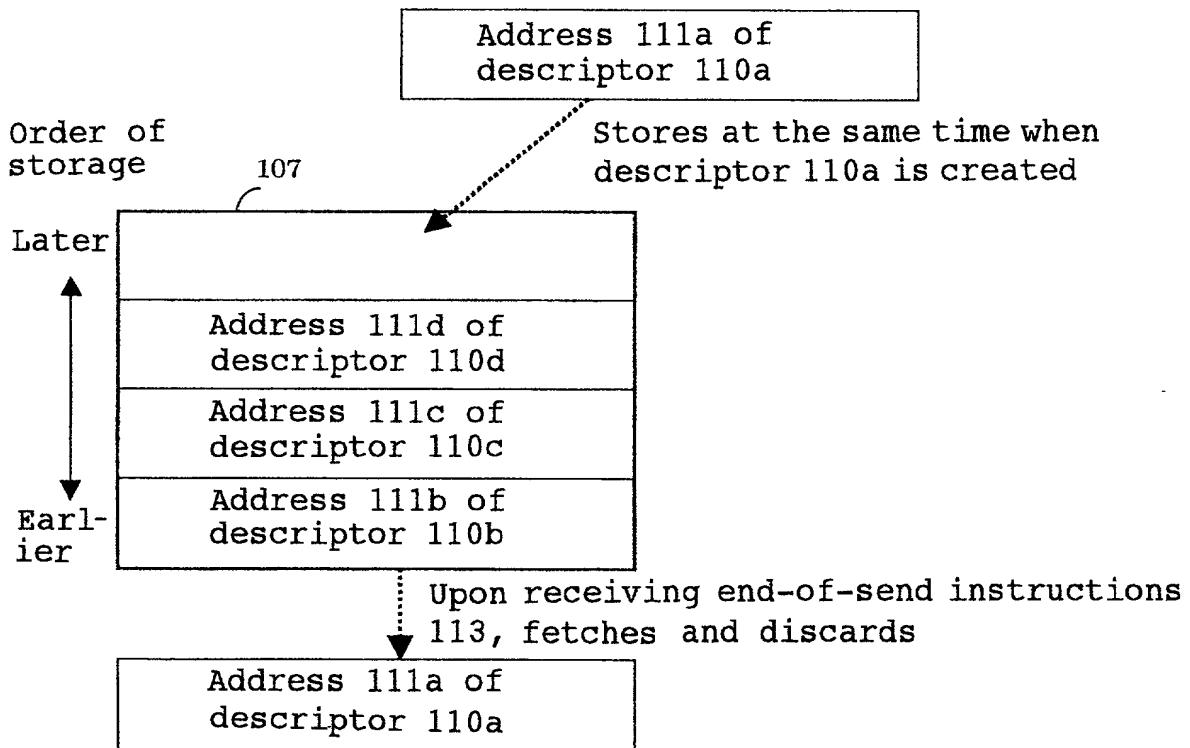 Address 111a of
descriptor 110a
Order of
storage
Stores at the same time when
descriptor 110a is created
107
Later
Address 111d of
descriptor 110d
Address 111c of
descriptor 110c
Address 111b of
descriptor 110b
Earl-
ier
Upon receiving end-of-send instructions
113, fetches and discards
Address 111a of
descriptor 110a